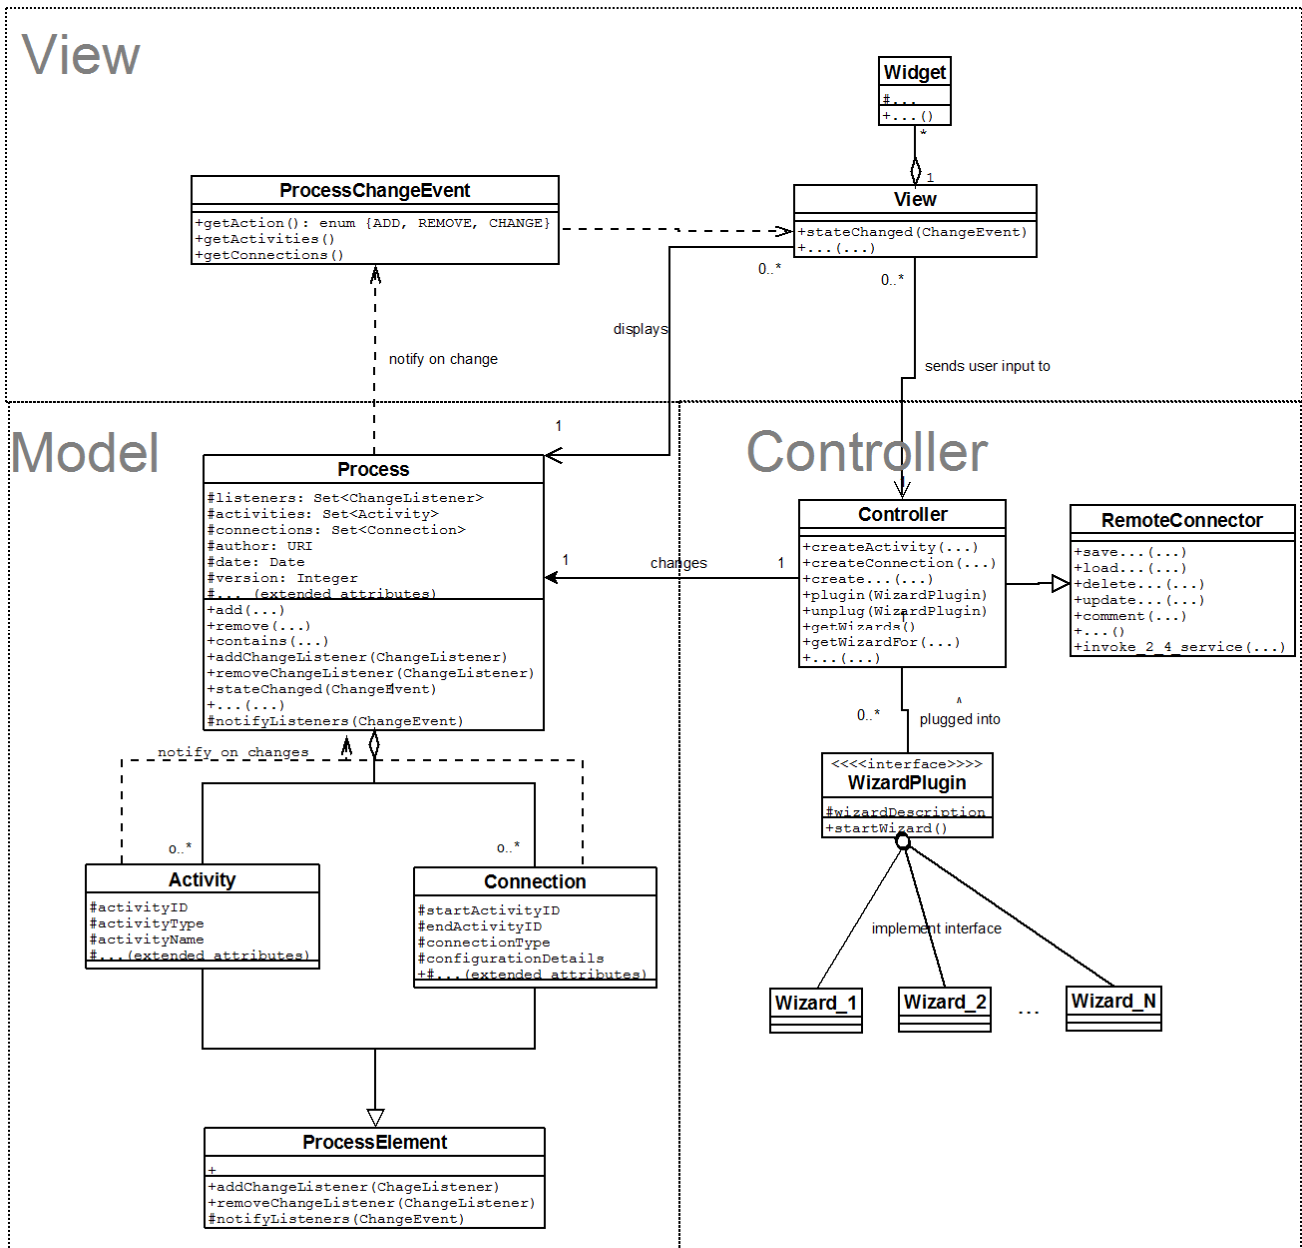 View
Widget
#...
+...()
*
1
ProcessChangeEvent
+getAction(): enum {ADD, REMOVE, CHANGE}
+getActivities()
+getConnections()
View
+stateChanged(ChangeEvent)
+...(...)
0..*
0..*
displays
notify on change
sends user input to
1
Model
Controller
Process
#listeners: Set<ChangeListener>
#activities: Set<Activity>
#connections: Set<Connection>
#author: URI
#date: Date
#version: Integer
#... (extended attributes)
+add(...)
+remove(...)
+contains(...)
+addChangeListener(ChangeListener)
+removeChangeListener(ChangeListener)
+stateChanged(ChangeEvent)
+...(...)
#notifyListeners(ChangeEvent)
1
changes
1
1
Controller
+createActivity(...)
+createConnection(...)
+create...(...)
+plugin(WizardPlugin)
+unplug(WizardPlugin)
+getWizards()
+getWizardFor(...)
+...(...)
RemoteConnector
+save...(...)
+load...(...)
+delete...(...)
+update...(...)
+comment(...)
+...()
+invoke_2_4_service(...)
0..*
^
plugged into
notify on changes
<<<<interface>>>>
WizardPlugin
#wizardDescription
+startWizard()
o..*
o..*
Activity
#activityID
#activityType
#activityName
#...(extended attributes)
Connection
#startActivityID
#endActivityID
#connectionType
#configurationDetails
+#...(extended attributes)
implement interface
Wizard_1
Wizard_2
...
Wizard_N
ProcessElement
+
+addChangeListener(ChageListener)
+removeChangeListener(ChangeListener)
#notifyListeners(ChangeEvent)